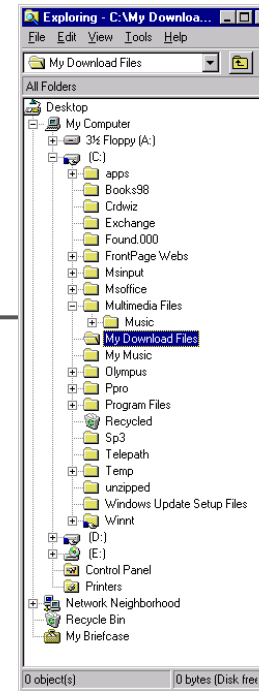 Exploring - C:\My Downloa...
File Edit View Tools Help
My Download Files
All Folders
Desktop
My Computer
3½ Floppy (A:)
(C:)
apps
Books98
Crdwiz
Exchange
Found.000
FrontPage Webs
Msinput
Msoffice
Multimedia Files
Music
My Download Files
My Music
Olympus
Ppro
Program Files
Recycled
Sp3
Telepath
Temp
unzipped
Windows Update Setup Files
Winnt
(D:)
(E:)
Control Panel
Printers
Network Neighborhood
Recycle Bin
My Briefcase
0 object(s) 0 bytes (Disk free